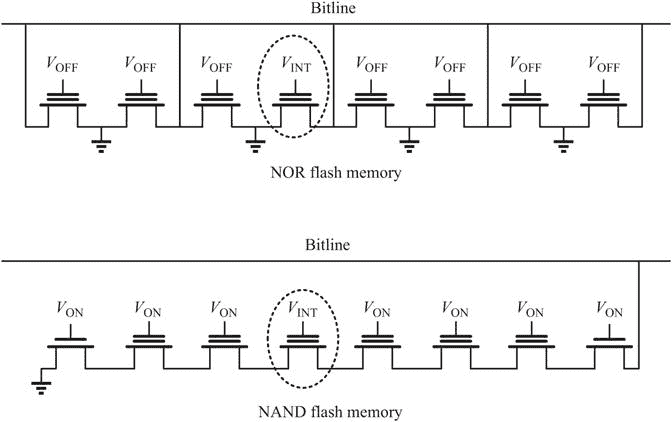 Bitline
V_OFF V_OFF V_OFF V_INT V_OFF V_OFF V_OFF V_OFF
NOR flash memory
Bitline
V_ON V_ON V_ON V_INT V_ON V_ON V_ON V_ON
NAND flash memory